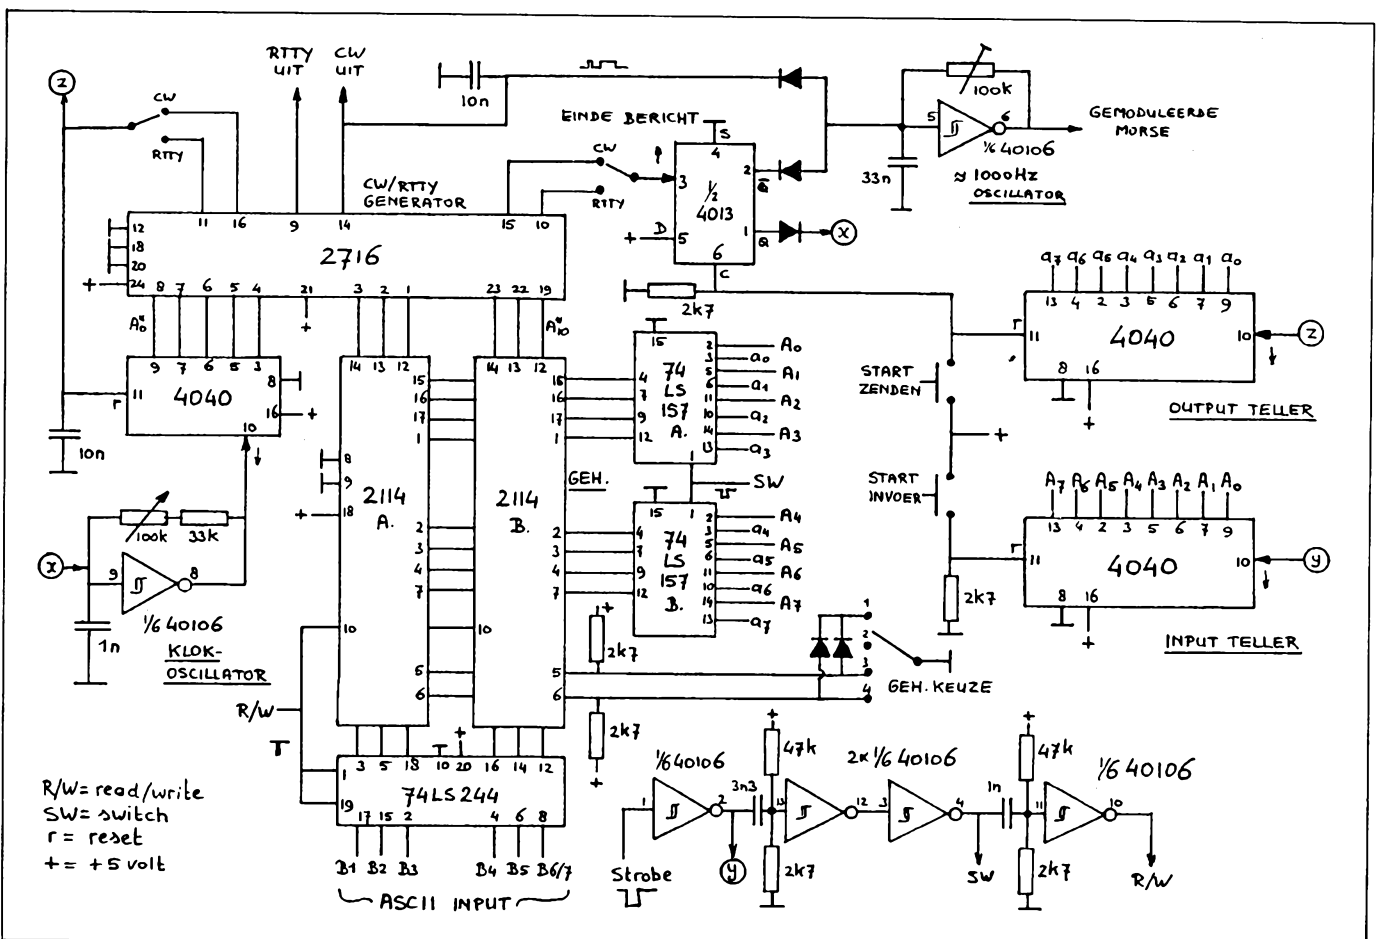 RTTY UIT
CW UIT
Z
CW
RTTY
10n
EINDE BERICHT
CW
RTTY
S
4
3
1/2 4013
2
Q̅
D
+
5
1
Q
6
C
X
100k
5
6
1/6 40106
33n
≈ 1000Hz
OSCILLATOR
GEMODULEERDE MORSE
CW/RTTY GENERATOR
11 16 9 14 15 10
12
18
20
+ 24
2716
8 7 6 5 4 21 3 2 1 23 22 19
A"0
+
A"10
2k7
9 7 6 5 3
11
r
4040
8
16 +
10
10n
14 13 12
15
16
17
1
8
9
+ 18
2114 A.
2
3
4
7
10
5
6
14 13 12
16
17
1
2114 B.
GEH.
2
3
4
7
10
5
6
15
4
7
9
12
74 LS 157 A.
2 A0
3 a0
5 A1
6 a1
11 A2
10 a2
14 A3
13 a3
1
SW
15
1
4
7
9
12
74 LS 157 B.
2 A4
3 a4
5 A5
6 a5
11 A6
10 a6
14 A7
13 a7
START ZENDEN
+
START INVOER
2k7
a7 a6 a5 a4 a3 a2 a1 a0
13 4 2 3 5 6 7 9
r
11
4040
10
Z
8 16
+
OUTPUT TELLER
A7 A6 A5 A4 A3 A2 A1 A0
13 4 2 3 5 6 7 9
r
11
4040
10
y
8 16
+
INPUT TELLER
100k 33k
X
9
8
1/6 40106
1n
KLOK-OSCILLATOR
+
2k7
2k7
+
1
2
3
4
GEH. KEUZE
R/W
3 5 18 10 20 16 14 12
+
1
19
74LS244
17 15 2 4 6 8
B1 B2 B3 B4 B5 B6/7
ASCII INPUT
R/W = read/write
SW = switch
r = reset
+ = +5 volt
Strobe
1
1/6 40106
2
y
3n3
+
47k
13
2k7
12
2x 1/6 40106
3
4
SW
1n
+
47k
11
2k7
1/6 40106
10
R/W